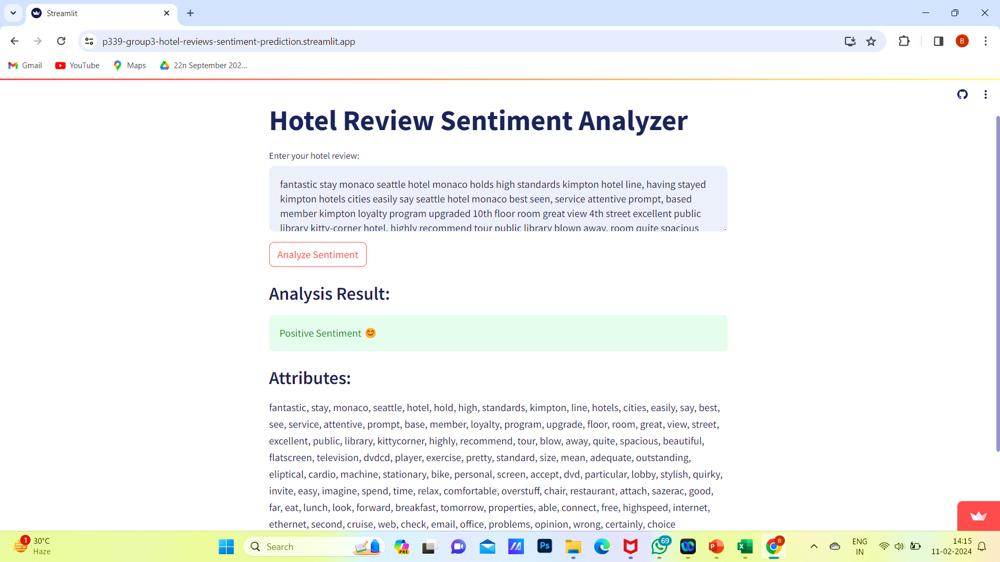 Streamlit
p339-group3-hotel-reviews-sentiment-prediction.streamlit.app
B
Gmail
YouTube
Maps
22n September 202...
Hotel Review Sentiment Analyzer
Enter your hotel review:
fantastic stay monaco seattle hotel monaco holds high standards kimpton hotel line, having stayed
kimpton hotels cities easily say seattle hotel monaco best seen, service attentive prompt, based
member kimpton loyalty program upgraded 10th floor room great view 4th street excellent public
library kitty-corner hotel, highly recommend tour public library blown away, room quite spacious
Analyze Sentiment
Analysis Result:
Positive Sentiment 😊
Attributes:
fantastic, stay, monaco, seattle, hotel, hold, high, standards, kimpton, line, hotels, cities, easily, say, best,
see, service, attentive, prompt, base, member, loyalty, program, upgrade, floor, room, great, view, street,
excellent, public, library, kittycorner, highly, recommend, tour, blow, away, quite, spacious, beautiful,
flatscreen, television, dvdcd, player, exercise, pretty, standard, size, mean, adequate, outstanding,
eliptical, cardio, machine, stationary, bike, personal, screen, accept, dvd, particular, lobby, stylish, quirky,
invite, easy, imagine, spend, time, relax, comfortable, overstuff, chair, restaurant, attach, sazerac, good,
far, eat, lunch, look, forward, breakfast, tomorrow, properties, able, connect, free, highspeed, internet,
ethernet, second, cruise, web, check, email, office, problems, opinion, wrong, certainly, choice
1
30°C
Haze
Search
PRE
Ps
69
P
X
B
ENG
IN
14:15
11-02-2024